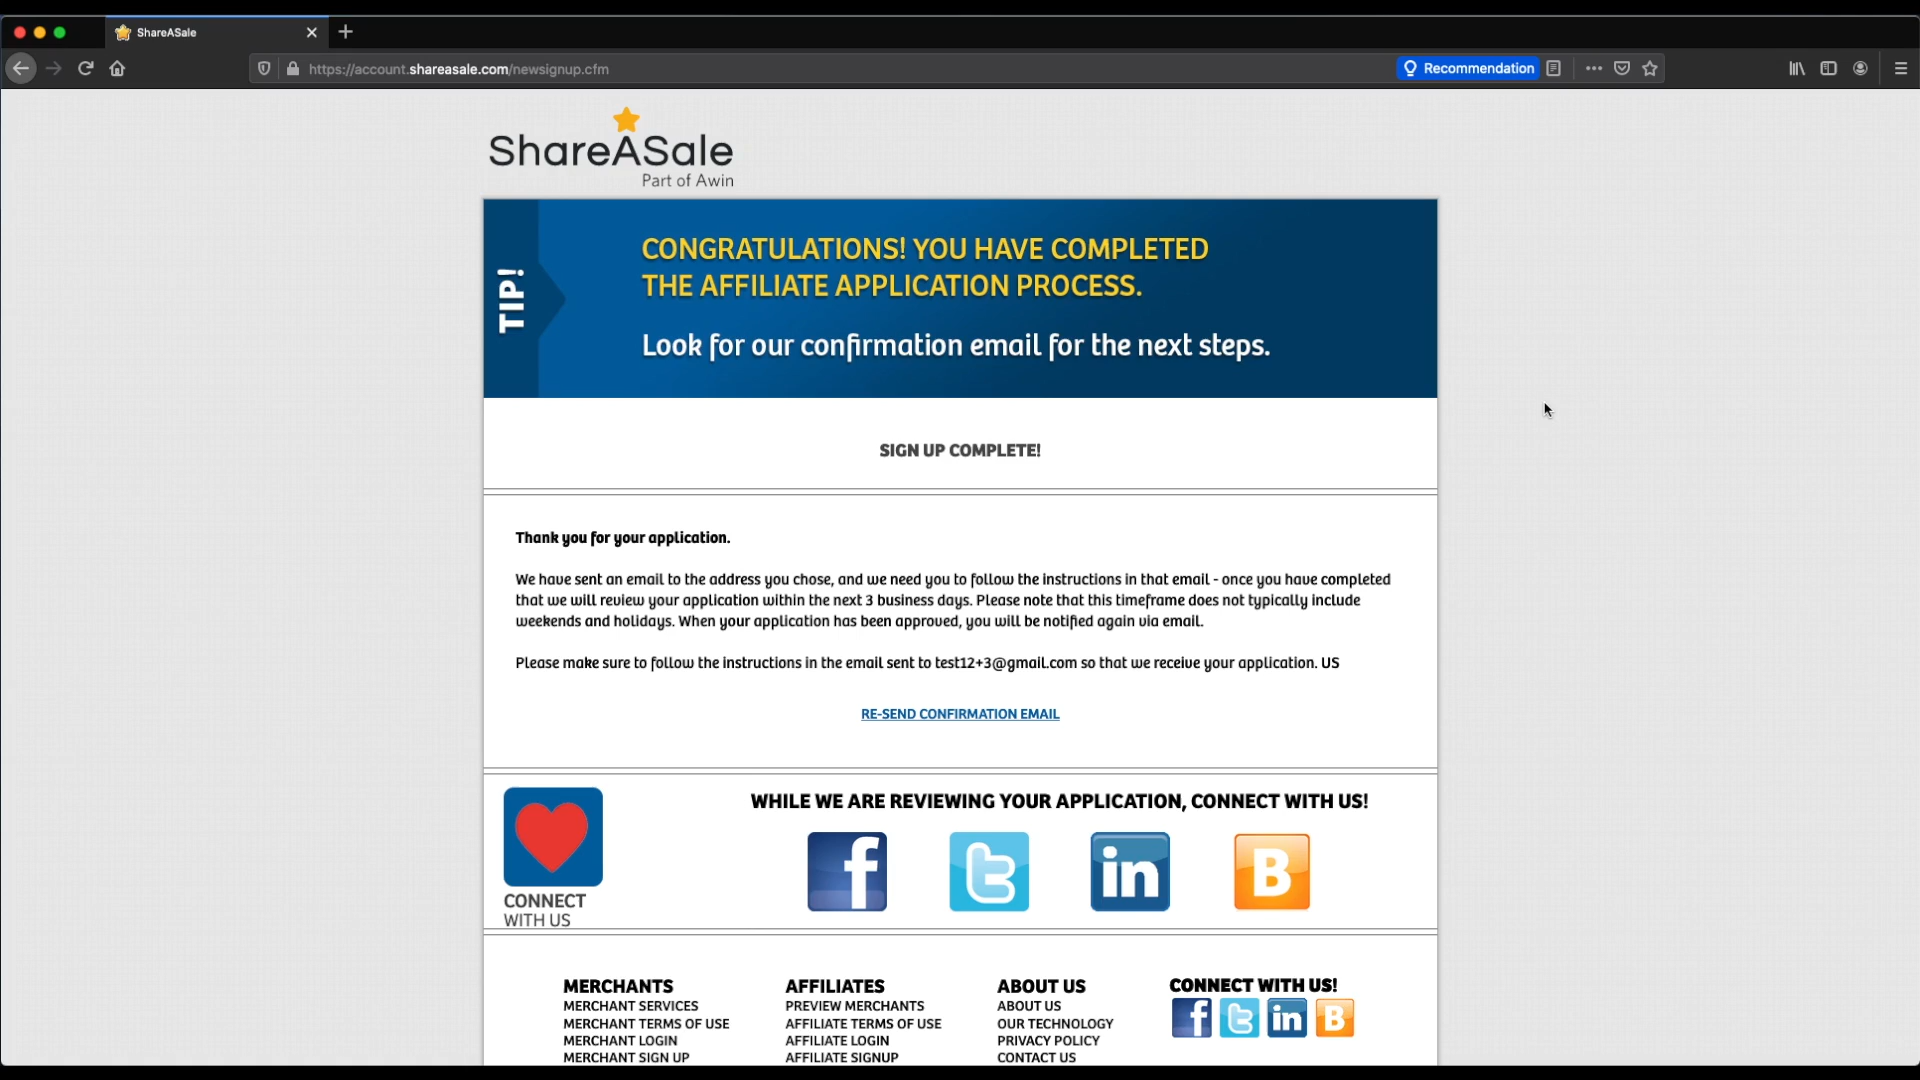 ShareASale
https://account.shareasale.com/newsignup.cfm
Recommendation
ShareASale
Part of Awin
TIP!
CONGRATULATIONS! YOU HAVE COMPLETED
THE AFFILIATE APPLICATION PROCESS.
Look for our confirmation email for the next steps.
SIGN UP COMPLETE!
Thank you for your application.
We have sent an email to the address you chose, and we need you to follow the instructions in that email - once you have completed
that we will review your application within the next 3 business days. Please note that this timeframe does not typically include
weekends and holidays. When your application has been approved, you will be notified again via email.
Please make sure to follow the instructions in the email sent to test12+3@gmail.com so that we receive your application. US
RE-SEND CONFIRMATION EMAIL
WHILE WE ARE REVIEWING YOUR APPLICATION, CONNECT WITH US!
CONNECT
WITH US
MERCHANTS
MERCHANT SERVICES
MERCHANT TERMS OF USE
MERCHANT LOGIN
MERCHANT SIGN UP
AFFILIATES
PREVIEW MERCHANTS
AFFILIATE TERMS OF USE
AFFILIATE LOGIN
AFFILIATE SIGNUP
ABOUT US
ABOUT US
OUR TECHNOLOGY
PRIVACY POLICY
CONTACT US
CONNECT WITH US!